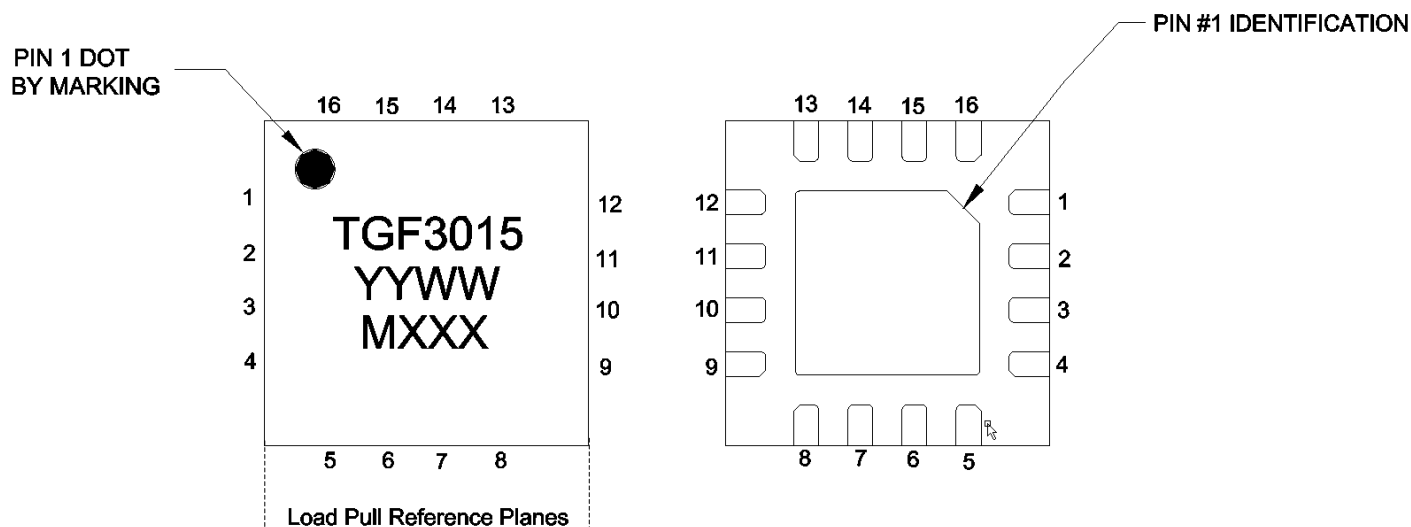 PIN #1 IDENTIFICATION
PIN 1 DOT
BY MARKING
16 15 14 13
13 14 15 16
1
2
3
4
TGF3015
YYWW
MXXX
12
11
10
9
12
11
10
9
1
2
3
4
5 6 7 8
8 7 6 5
Load Pull Reference Planes